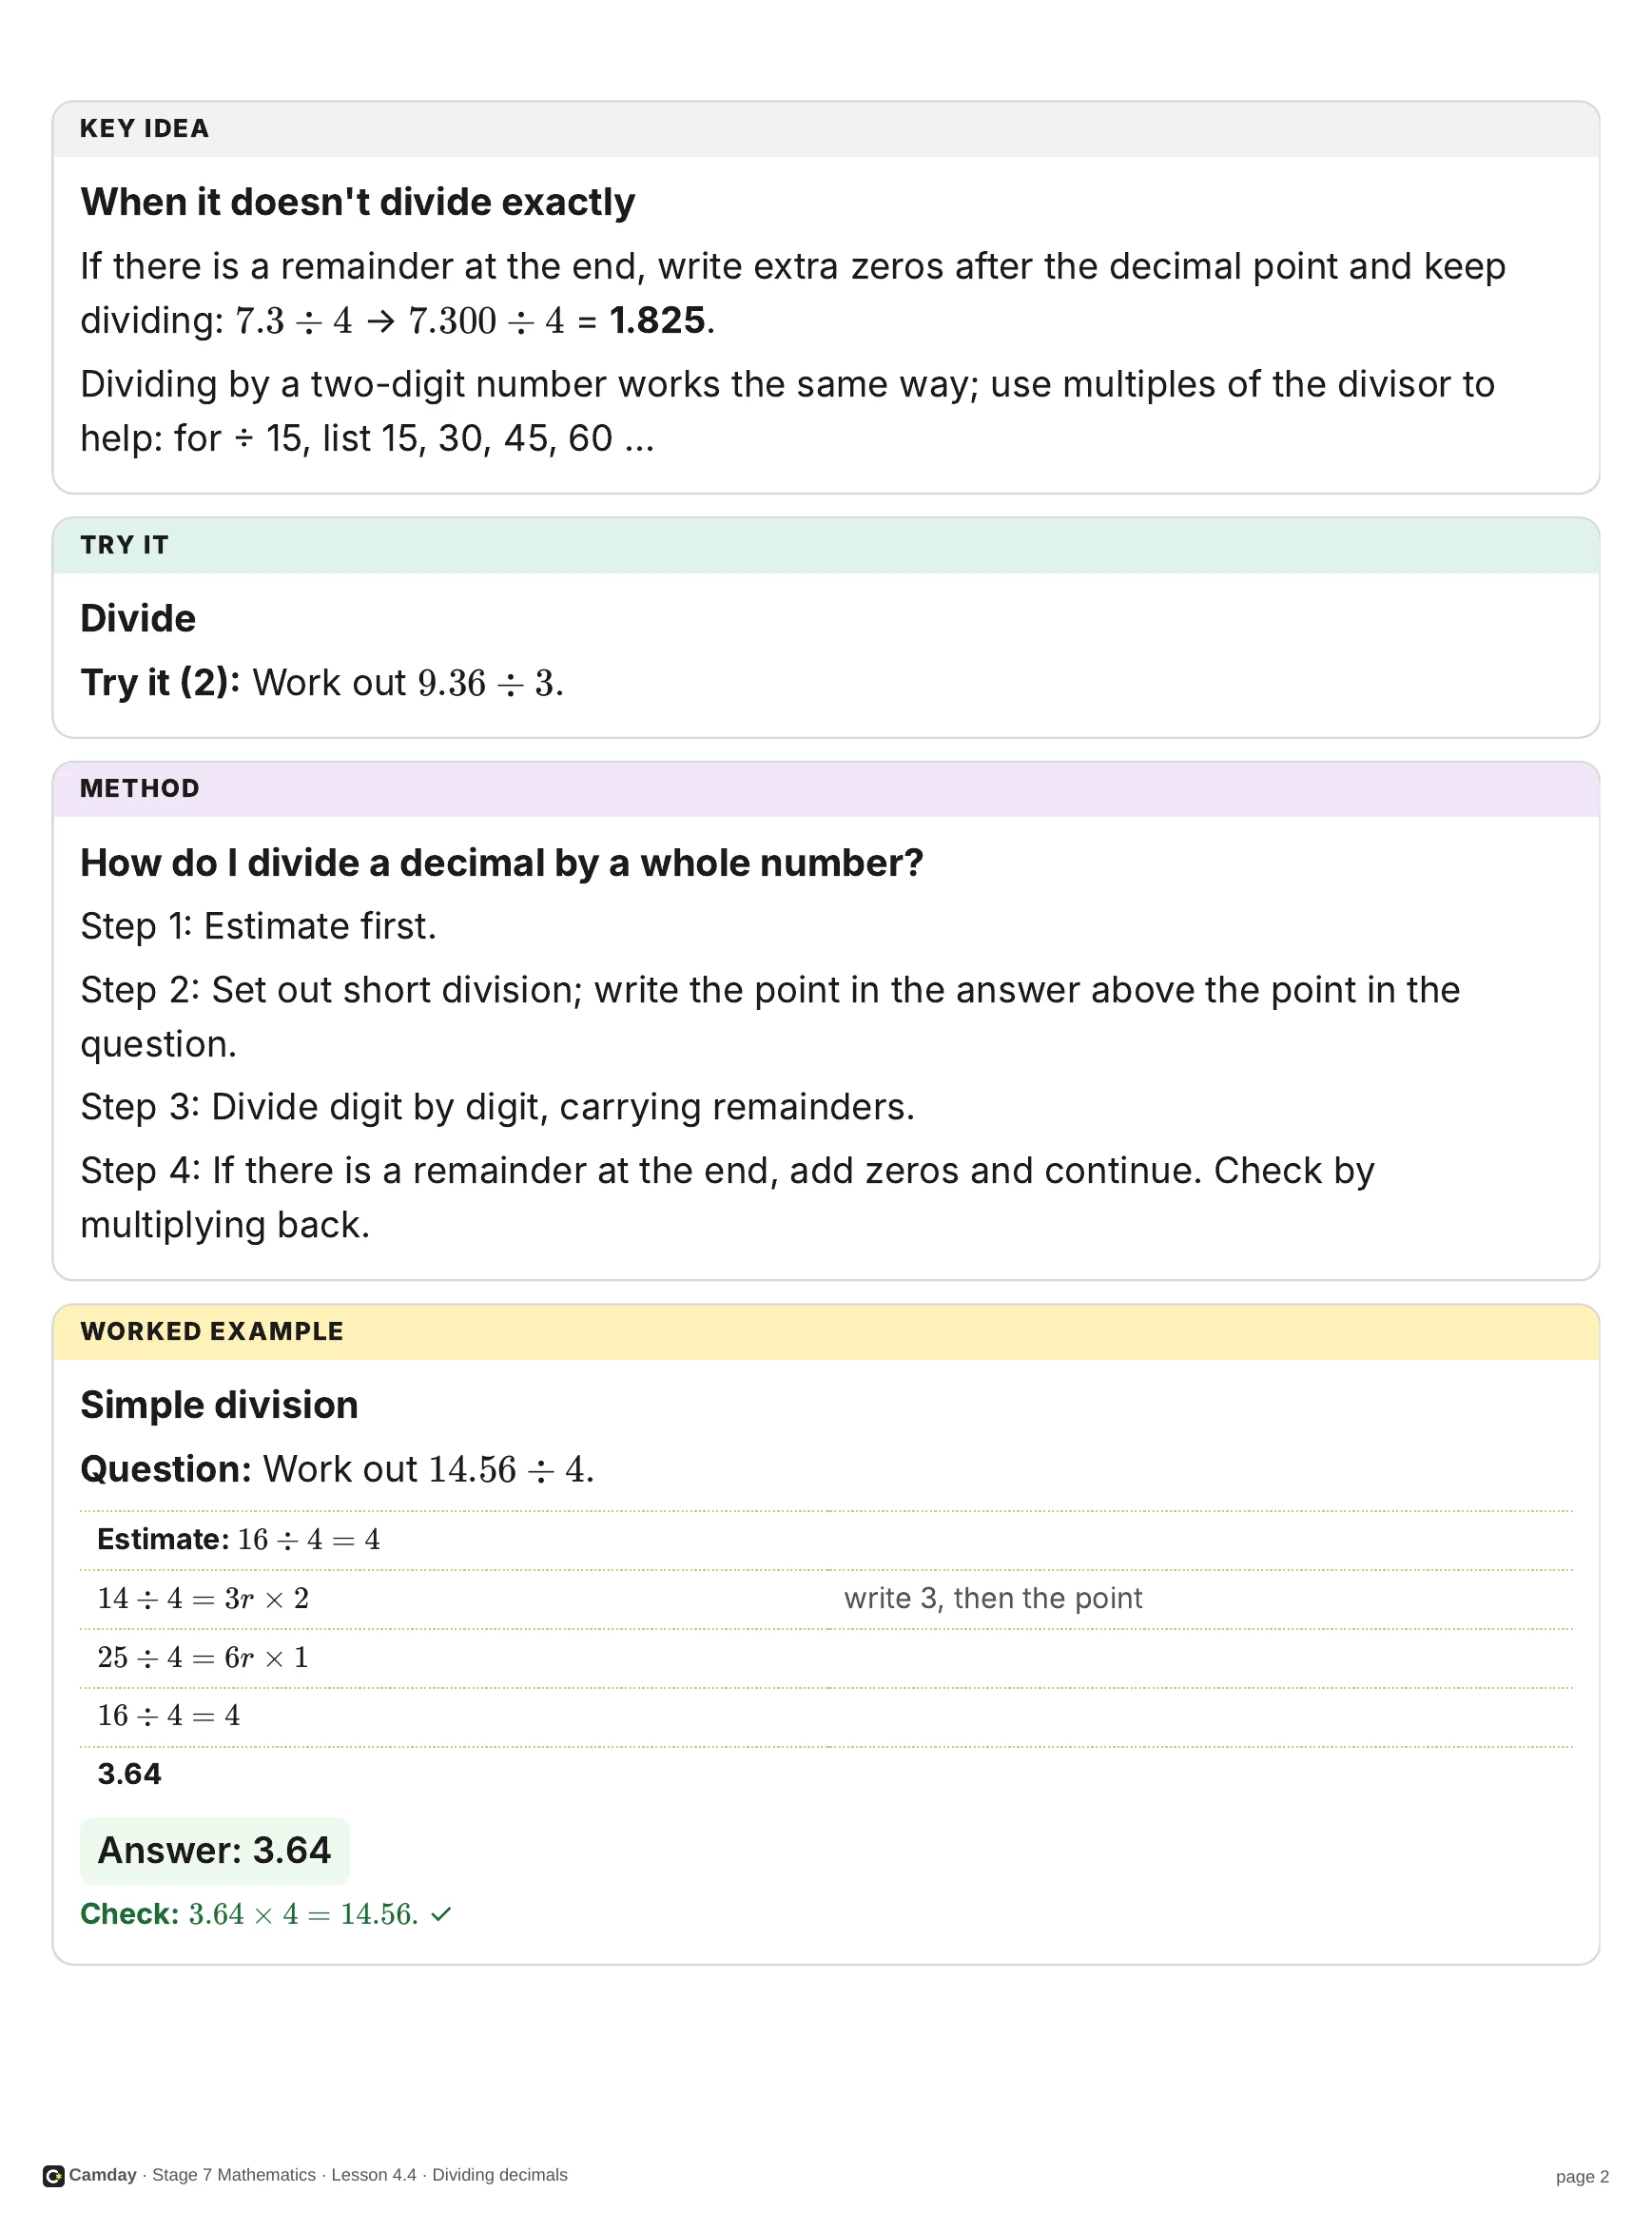 KEY IDEA
When it doesn't divide exactly
If there is a remainder at the end, write extra zeros after the decimal point and keep
dividing: 7.3 ÷ 4 → 7.300 ÷ 4 = 1.825.
Dividing by a two-digit number works the same way; use multiples of the divisor to
help: for ÷ 15, list 15, 30, 45, 60 ...
TRY IT
Divide
Try it (2): Work out 9.36 ÷ 3.
METHOD
How do I divide a decimal by a whole number?
Step 1: Estimate first.
Step 2: Set out short division; write the point in the answer above the point in the
question.
Step 3: Divide digit by digit, carrying remainders.
Step 4: If there is a remainder at the end, add zeros and continue. Check by
multiplying back.
WORKED EXAMPLE
Simple division
Question: Work out 14.56 ÷ 4.
Estimate: 16 ÷ 4 = 4
14 ÷ 4 = 3r × 2 write 3, then the point
25 ÷ 4 = 6r × 1
16 ÷ 4 = 4
3.64
Answer: 3.64
Check: 3.64 × 4 = 14.56. ✓
Camday · Stage 7 Mathematics · Lesson 4.4 · Dividing decimals page 2